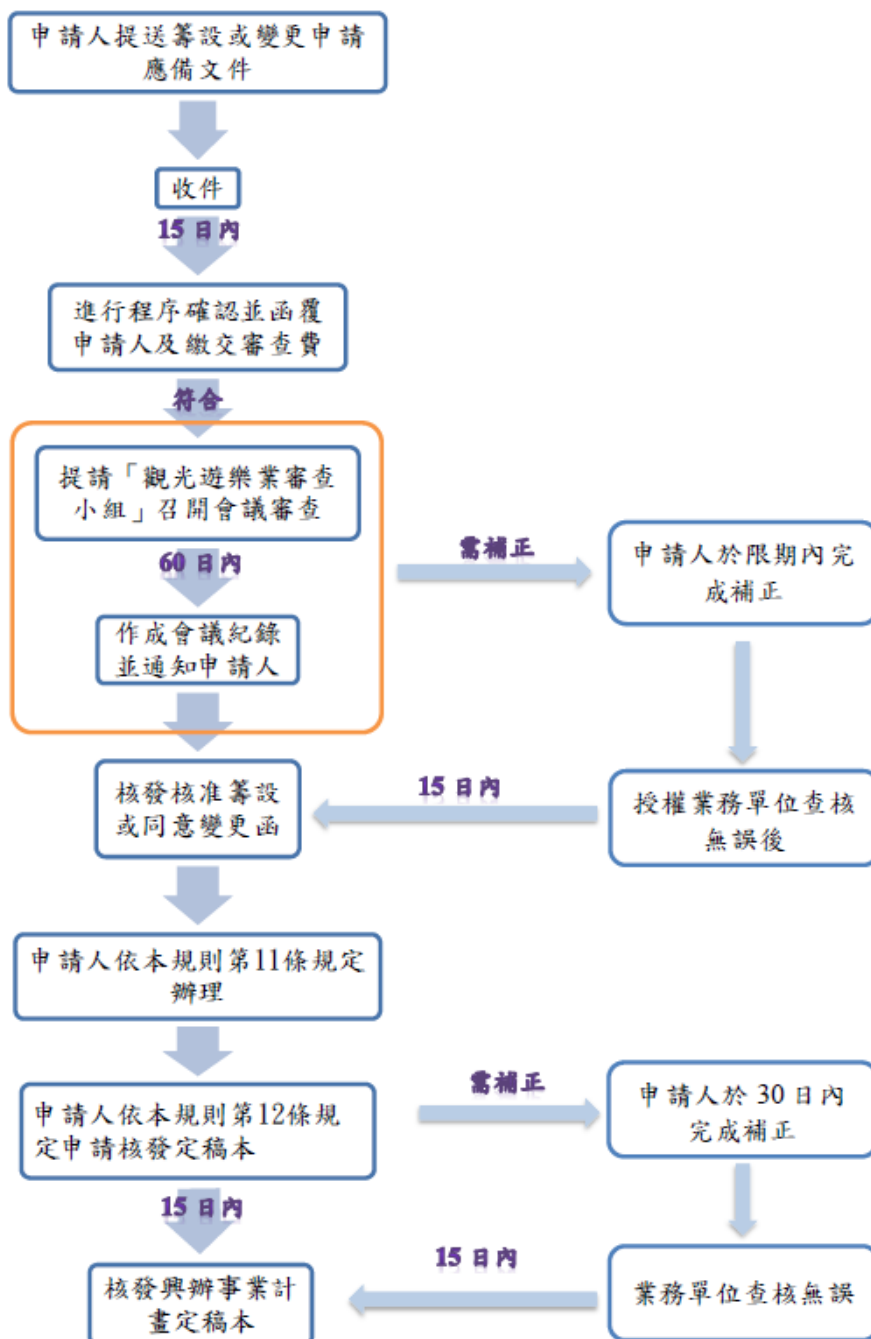 申請人提送籌設或變更申請
應備文件
收件
15 日內
進行程序確認並函覆
申請人及繳交審查費
符合
提請「觀光遊樂業審查
小組」召開會議審查
60 日內
作成會議紀錄
並通知申請人
需補正
申請人於限期內完
成補正
授權業務單位查核
無誤後
15 日內
核發核准籌設
或同意變更函
申請人依本規則第11條規定
辦理
申請人依本規則第12條規
定申請核發定稿本
需補正
申請人於 30 日內
完成補正
業務單位查核無誤
15 日內
15 日內
核發興辦事業計
畫定稿本